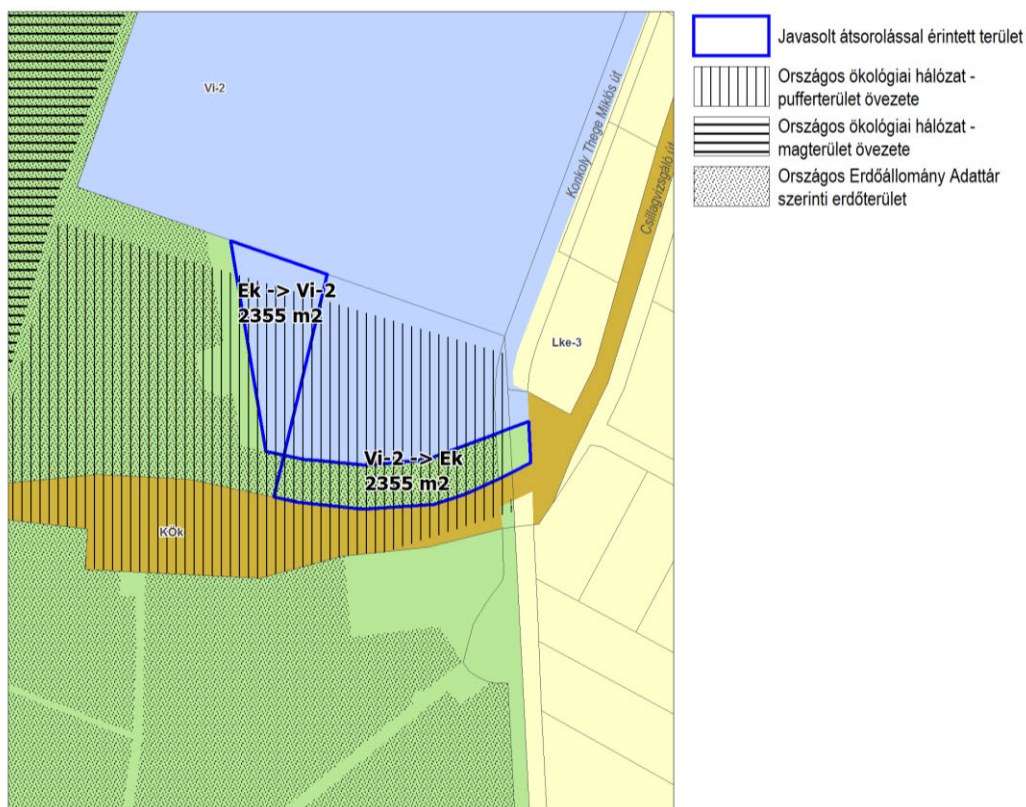 Vi-2
Konkoly Thege Miklós út
Csillagvizsgáló út
Ek -> Vi-2
2355 m2
Lke-3
Vi-2 -> Ek
2355 m2
KÖk
Javasolt átsorolással érintett terület
Országos ökológiai hálózat -
pufferterület övezete
Országos ökológiai hálózat -
magterület övezete
Országos Erdőállomány Adattár
szerinti erdőterület